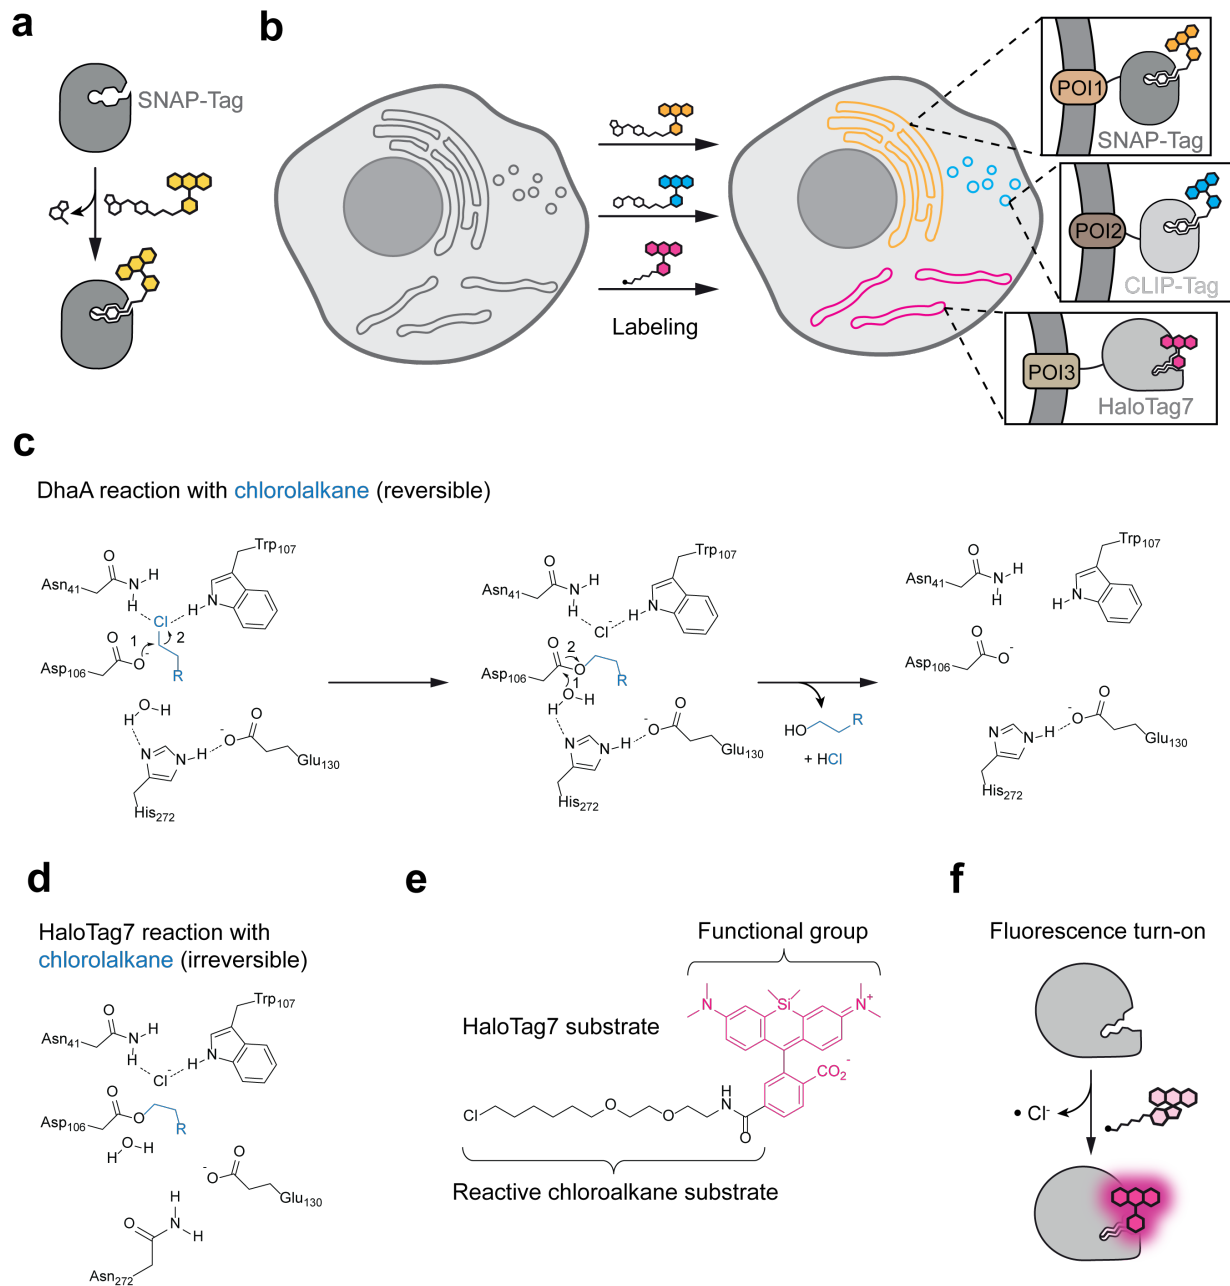 a
SNAP-Tag
b
Labeling
POI1
SNAP-Tag
POI2
CLIP-Tag
POI3
HaloTag7
c
DhaA reaction with chlorolalkane (reversible)
O
Asn41
N
H
H
Trp107
H
N
Cl
1
2
O
Asp106
O-
R
H
O
H
N
N
H
-O
O
Glu130
His272
O
Asn41
N
H
H
Trp107
H
N
Cl-
O
2
Asp106
O
1
R
H
O
H
N
N
H
-O
O
Glu130
His272
HO
R
+ HCl
O
Asn41
N
H
H
Trp107
H
N
O
Asp106
O-
N
N
H
-O
O
Glu130
His272
d
HaloTag7 reaction with
chlorolalkane (irreversible)
O
Asn41
N
H
H
Trp107
H
N
Cl-
O
Asp106
O
R
H
O
H
-O
O
Glu130
H
N
H
O
Asn272
e
Functional group
HaloTag7 substrate
N
Si
N+
CO2-
H
N
Cl
O
O
O
Reactive chloroalkane substrate
f
Fluorescence turn-on
• Cl-